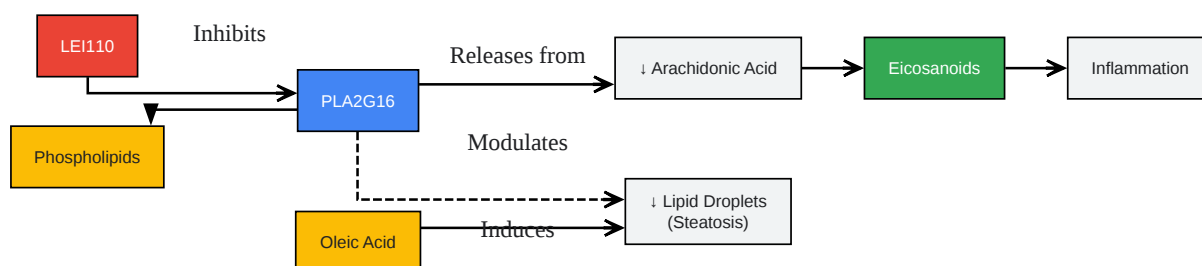 LEI110
Inhibits
PLA2G16
Releases from
↓ Arachidonic Acid
Eicosanoids
Inflammation
Phospholipids
Modulates
↓ Lipid Droplets
(Steatosis)
Oleic Acid
Induces